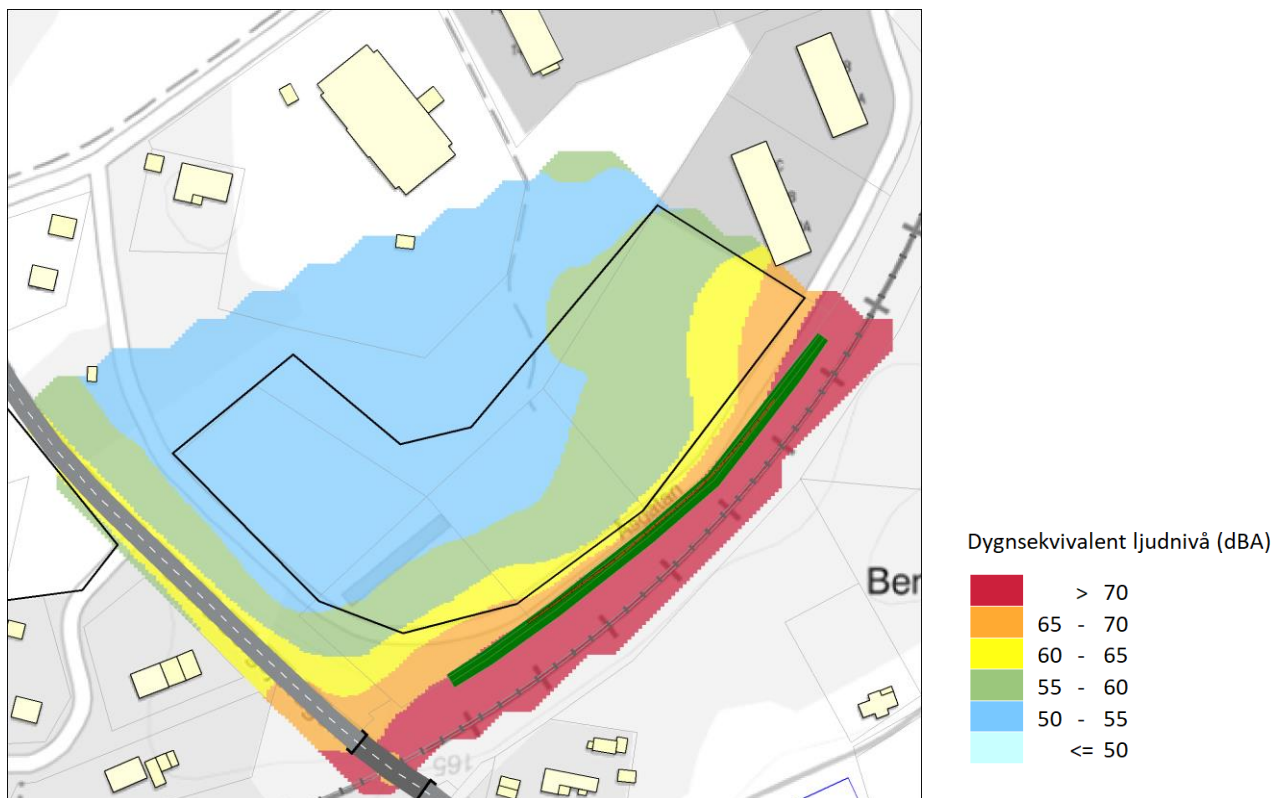 C
B
A
B
A
Ber
165
Dygnsekvivalent ljudnivå (dBA)
> 70
65 - 70
60 - 65
55 - 60
50 - 55
<= 50